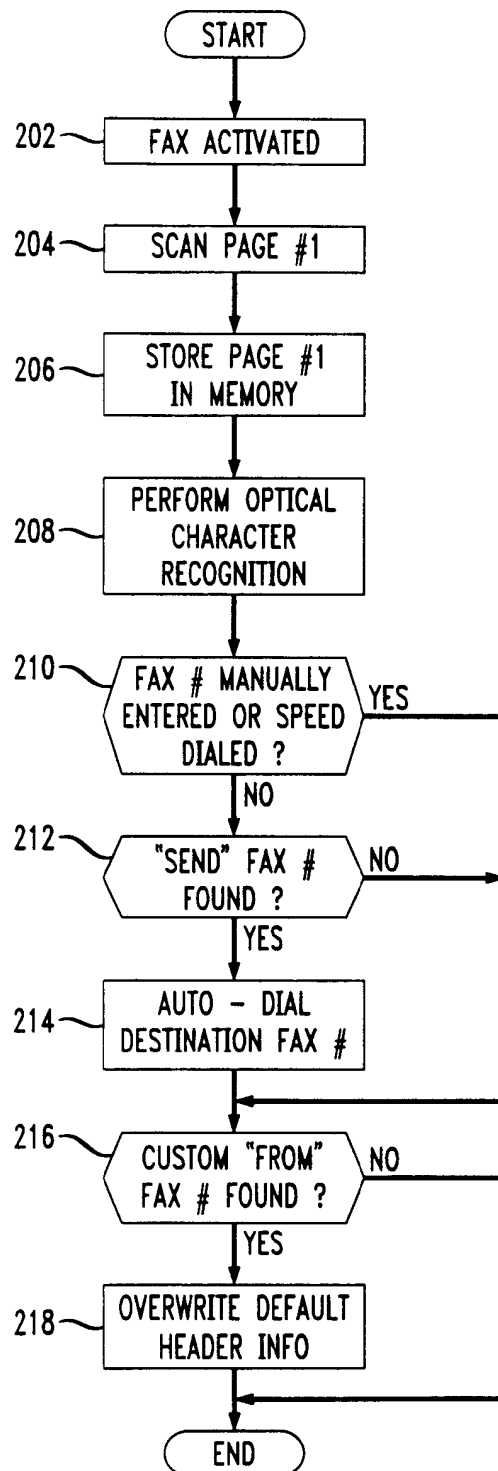 START
202
FAX ACTIVATED
204
SCAN PAGE #1
206
STORE PAGE #1
IN MEMORY
208
PERFORM OPTICAL
CHARACTER
RECOGNITION
210
FAX # MANUALLY
ENTERED OR SPEED
DIALED ?
YES
NO
212
"SEND" FAX #
FOUND ?
NO
YES
214
AUTO - DIAL
DESTINATION FAX #
216
CUSTOM "FROM"
FAX # FOUND ?
NO
YES
218
OVERWRITE DEFAULT
HEADER INFO
END